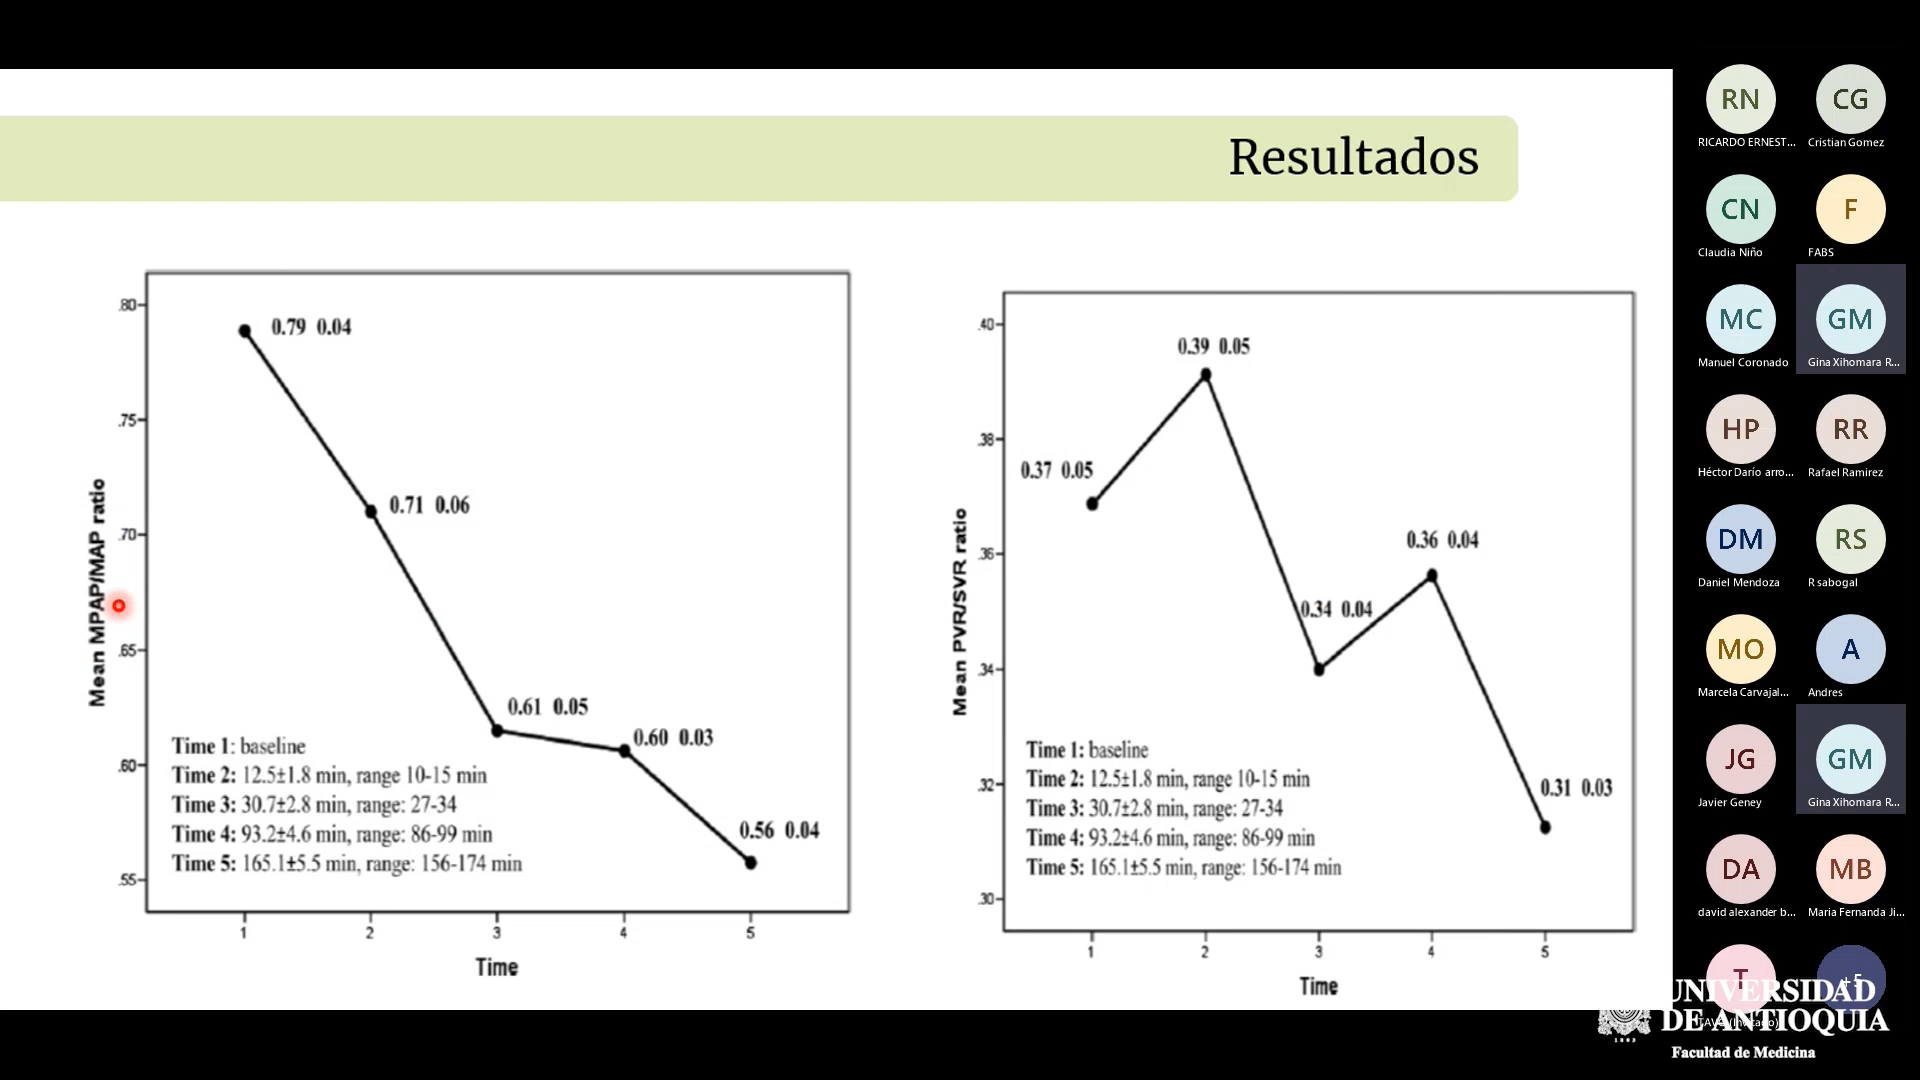 Resultados
.80
.75
.70
.65
.60
.55
0.79 0.04
0.71 0.06
0.61 0.05
0.60 0.03
0.56 0.04
Mean MPAP/MAP ratio
Time 1: baseline
Time 2: 12.5±1.8 min, range 10-15 min
Time 3: 30.7±2.8 min, range: 27-34
Time 4: 93.2±4.6 min, range: 86-99 min
Time 5: 165.1±5.5 min, range: 156-174 min
1 2 3 4 5
Time
.40
.38
.36
.34
.32
.30
0.37 0.05
0.39 0.05
0.34 0.04
0.36 0.04
0.31 0.03
Mean PVR/SVR ratio
Time 1: baseline
Time 2: 12.5±1.8 min, range 10-15 min
Time 3: 30.7±2.8 min, range: 27-34
Time 4: 93.2±4.6 min, range: 86-99 min
Time 5: 165.1±5.5 min, range: 156-174 min
1 2 3 4 5
Time
RN CG
RICARDO ERNEST... Cristian Gomez
CN F
Claudia Niño FABS
MC GM
Manuel Coronado Gina Xihomara R...
HP RR
Héctor Darío arro... Rafael Ramirez
DM RS
Daniel Mendoza R sabogal
MO A
Marcela Carvajal... Andres
JG GM
Javier Geney Gina Xihomara R...
DA MB
david alexander b... Maria Fernanda Ji...
T +5
UNIVERSIDAD
DE ANTIOQUIA
1803
Facultad de Medicina